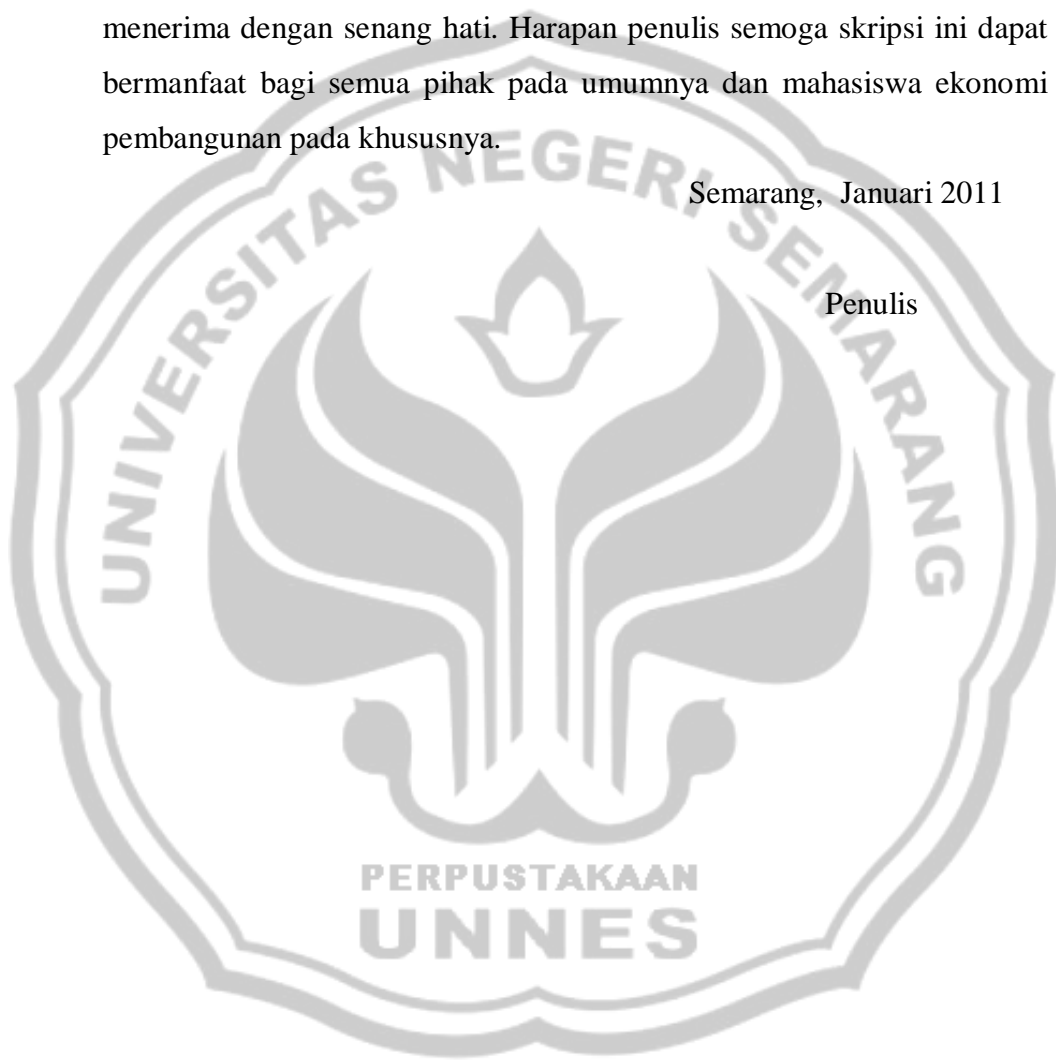 menerima dengan senang hati. Harapan penulis semoga skripsi ini dapat
bermanfaat bagi semua pihak pada umumnya dan mahasiswa ekonomi
pembangunan pada khususnya.
Semarang, Januari 2011
Penulis
UNIVERSITAS NEGERI SEMARANG
PERPUSTAKAAN
UNNES